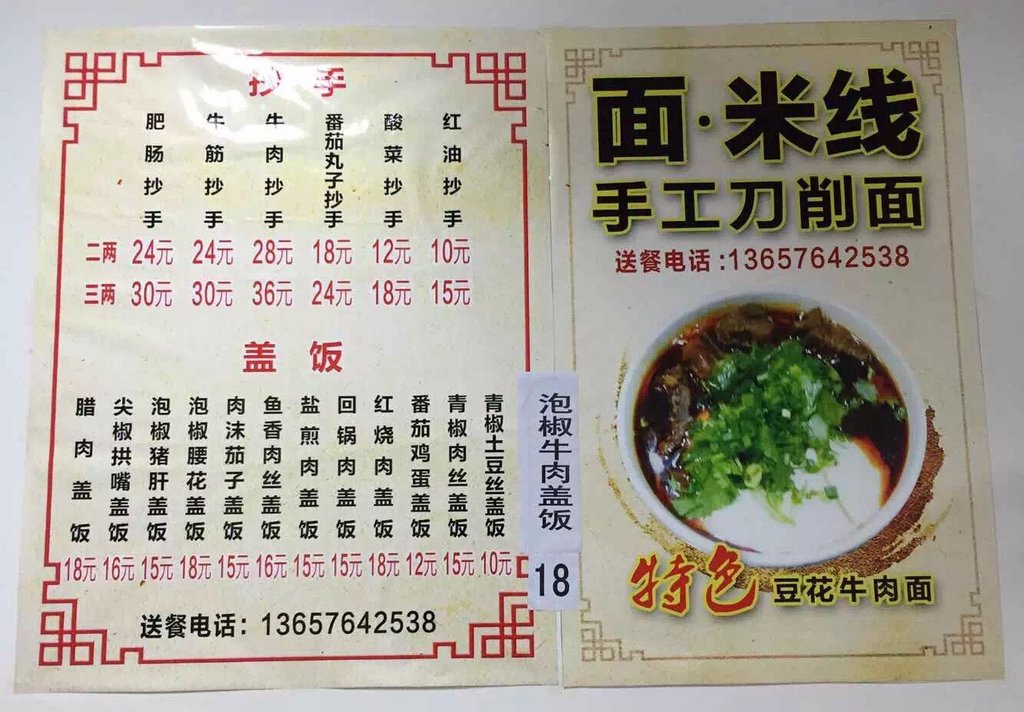 抄手
肥肠抄手
牛筋抄手
牛肉抄手
番茄丸子抄手
酸菜抄手
红油抄手
二两 24元 24元 28元 18元 12元 10元
三两 30元 30元 36元 24元 18元 15元
盖饭
腊肉盖饭
尖椒拱嘴盖饭
泡椒猪肝盖饭
泡椒腰花盖饭
肉沫茄子盖饭
鱼香肉丝盖饭
盐煎肉盖饭
回锅肉盖饭
红烧肉盖饭
番茄鸡蛋盖饭
青椒肉丝盖饭
青椒土豆丝盖饭
18元 16元 15元 18元 15元 16元 15元 15元 18元 12元 15元 10元
送餐电话：13657642538
泡椒牛肉盖饭
18
面·米线
手工刀削面
送餐电话:13657642538
特色 豆花牛肉面